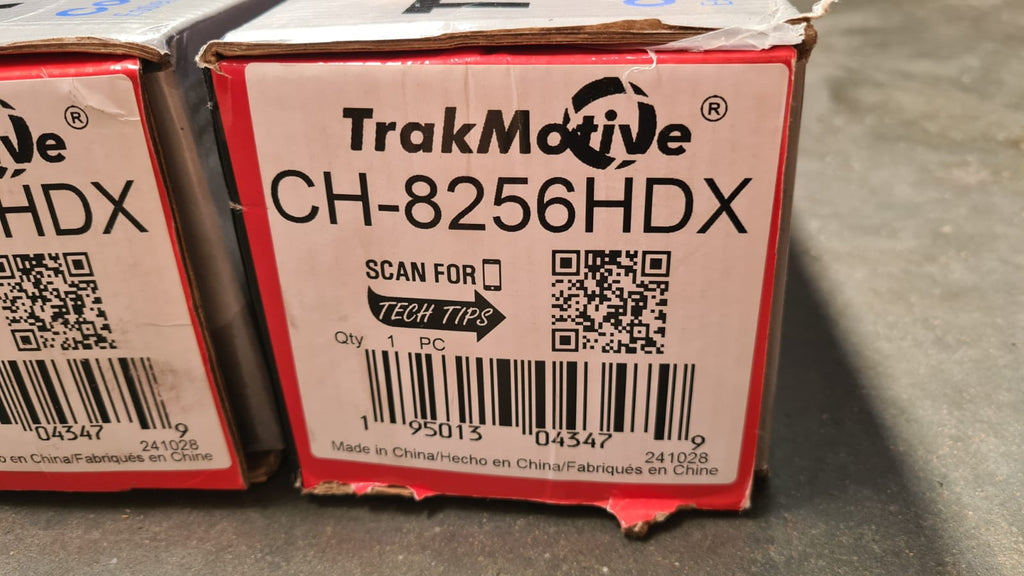 TrakMotive®
CH-8256HDX
SCAN FOR
TECH TIPS
Qty 1 PC
1 95013 04347 9
241028
Made in China/Hecho en China/Fabriqués en Chine
ive®
HDX
04347 9
241028
en China/Fabriqués en Chine